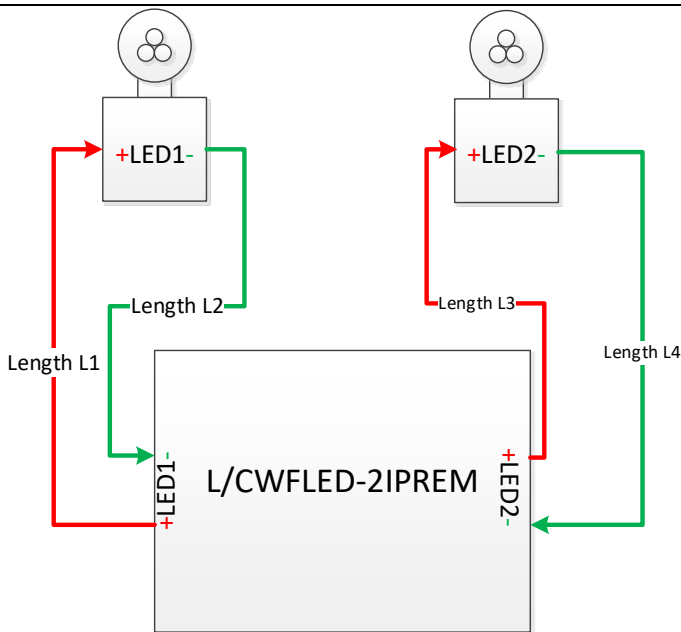 +LED1-
+LED2-
Length L2
Length L3
Length L1
Length L4
+LED1-
L/CWFLED-2IPREM
+LED2-